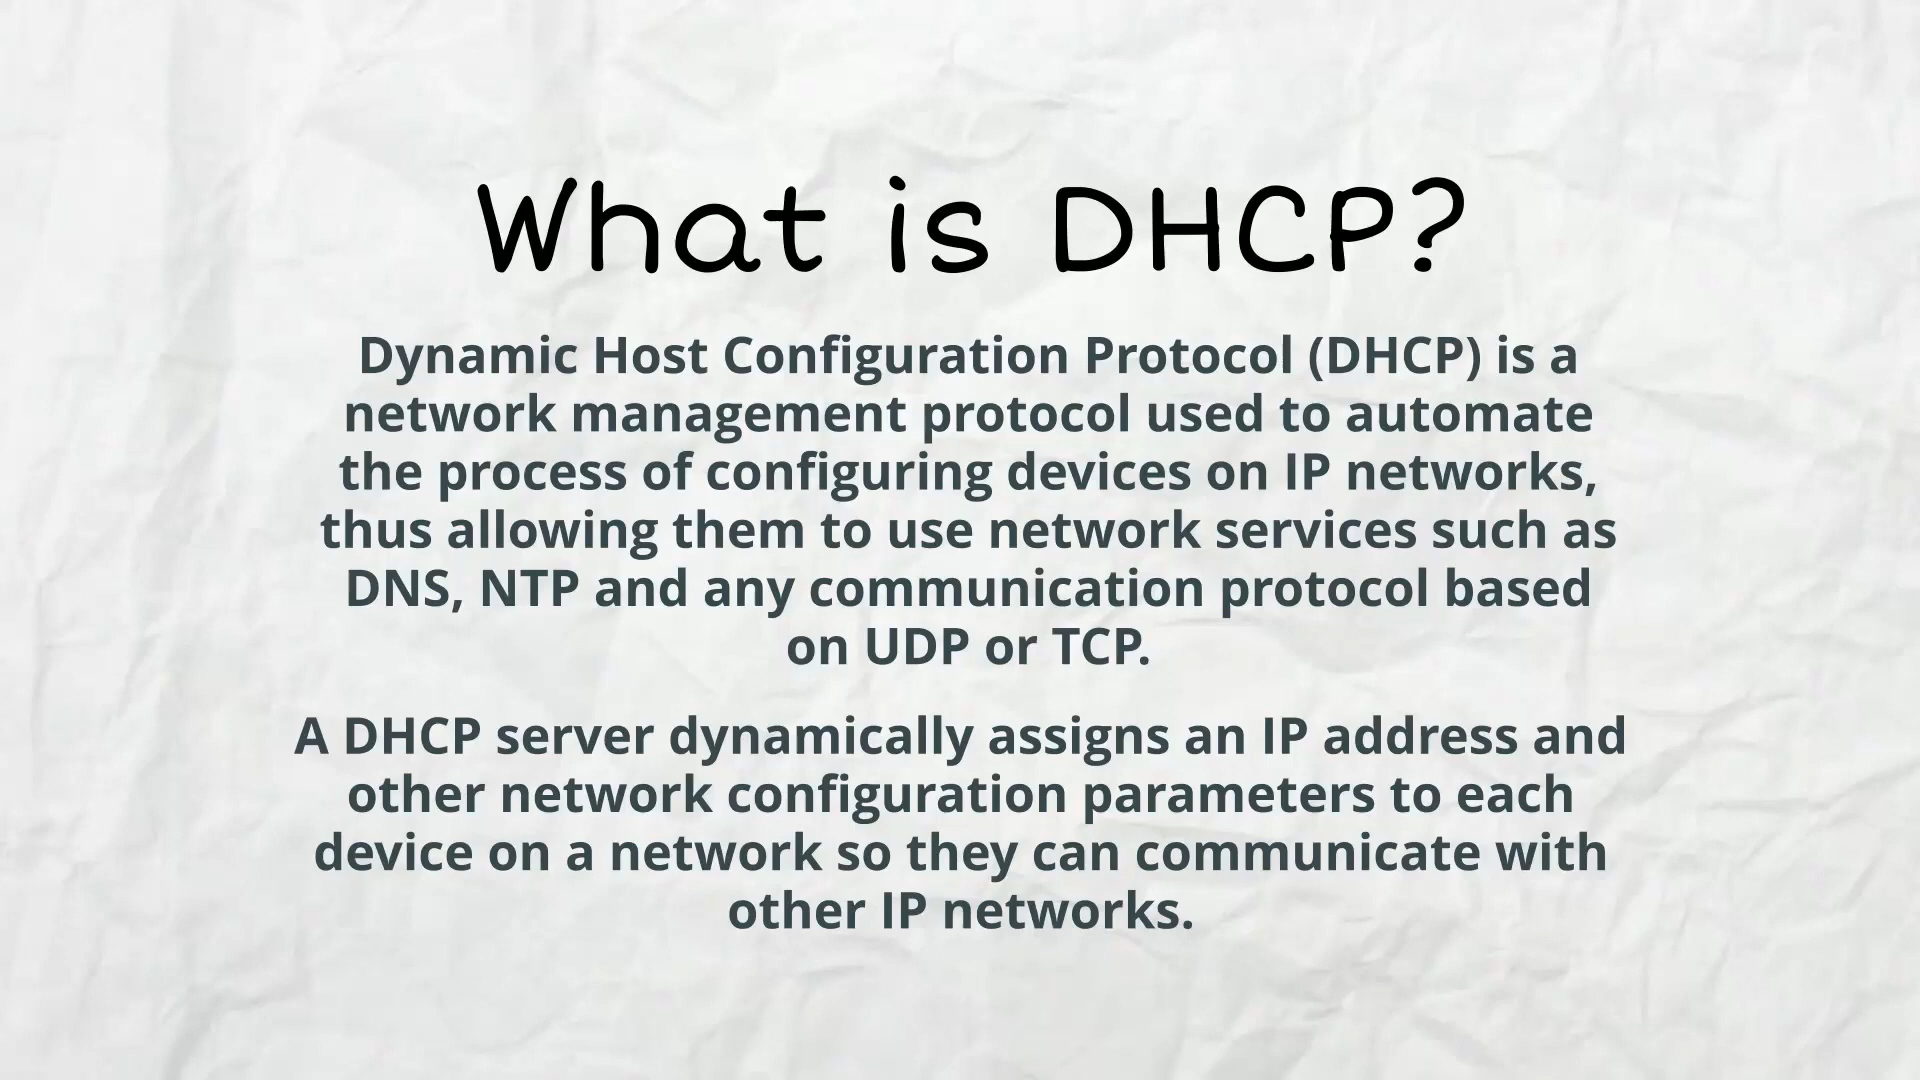 What is DHCP?
Dynamic Host Configuration Protocol (DHCP) is a
network management protocol used to automate
the process of configuring devices on IP networks,
thus allowing them to use network services such as
DNS, NTP and any communication protocol based
on UDP or TCP.
A DHCP server dynamically assigns an IP address and
other network configuration parameters to each
device on a network so they can communicate with
other IP networks.